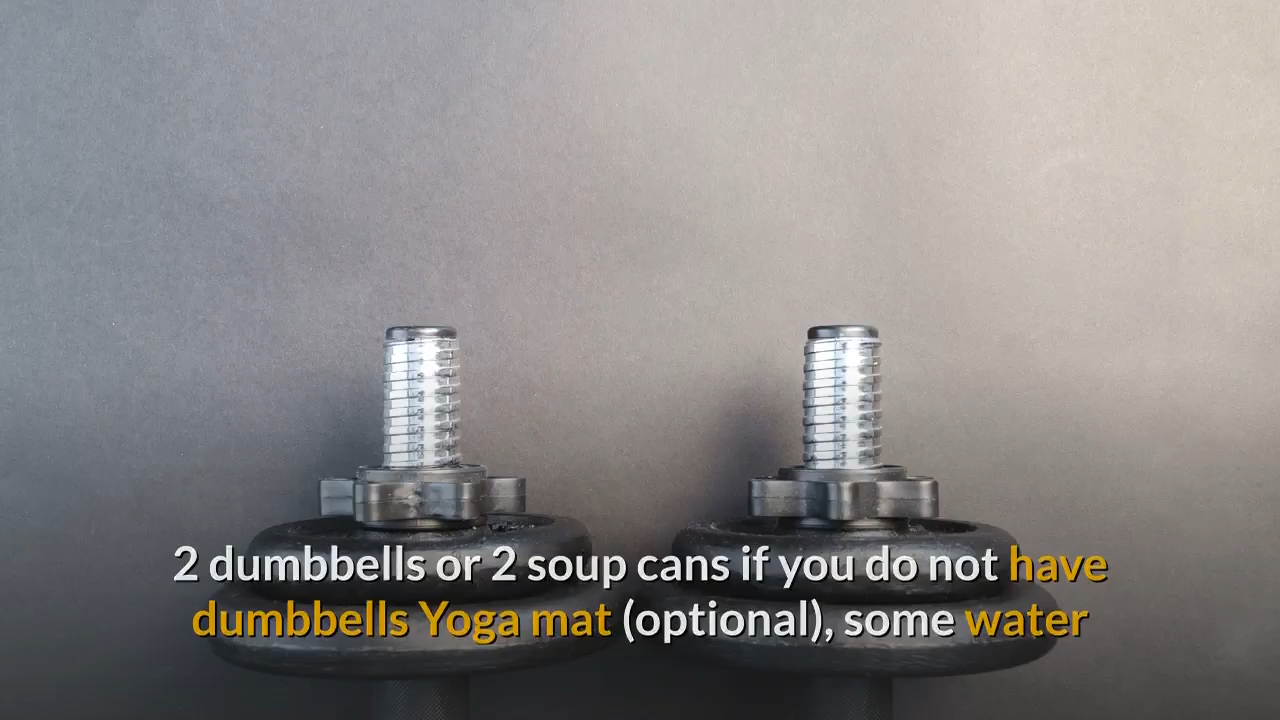 2 dumbbells or 2 soup cans if you do not have
dumbbells Yoga mat (optional), some water